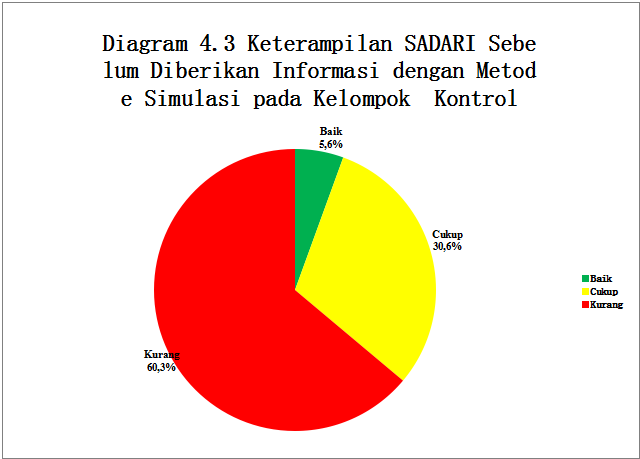 Diagram 4.3 Keterampilan SADARI Sebe
lum Diberikan Informasi dengan Metod
e Simulasi pada Kelompok Kontrol
Baik
5,6%
Cukup
30,6%
Kurang
60,3%
Baik
Cukup
Kurang